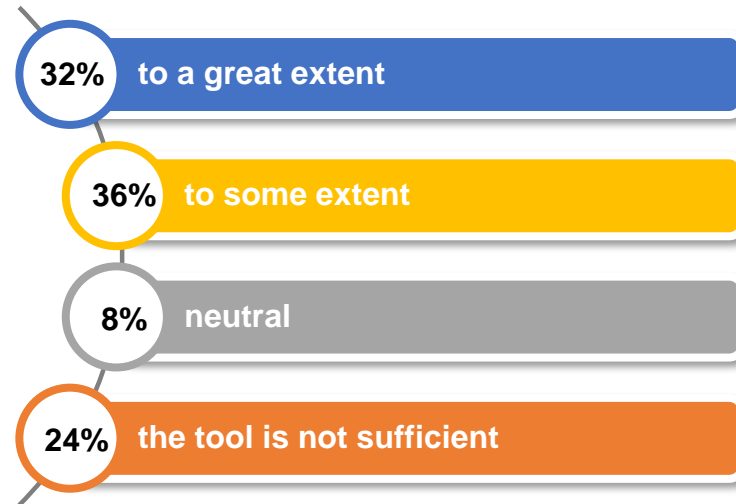 32% to a great extent
36% to some extent
8% neutral
24% the tool is not sufficient